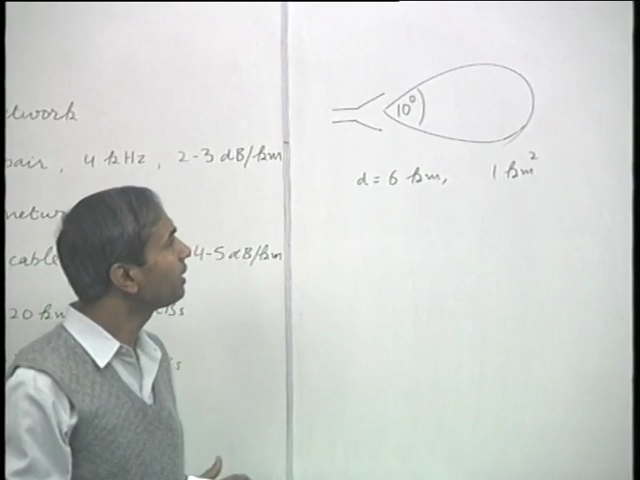 etwork
pair, 4 kHz, 2-3 dB/km
netw
cable 4-5 dB/km
20 km
10°
d = 6 km, 1 km²